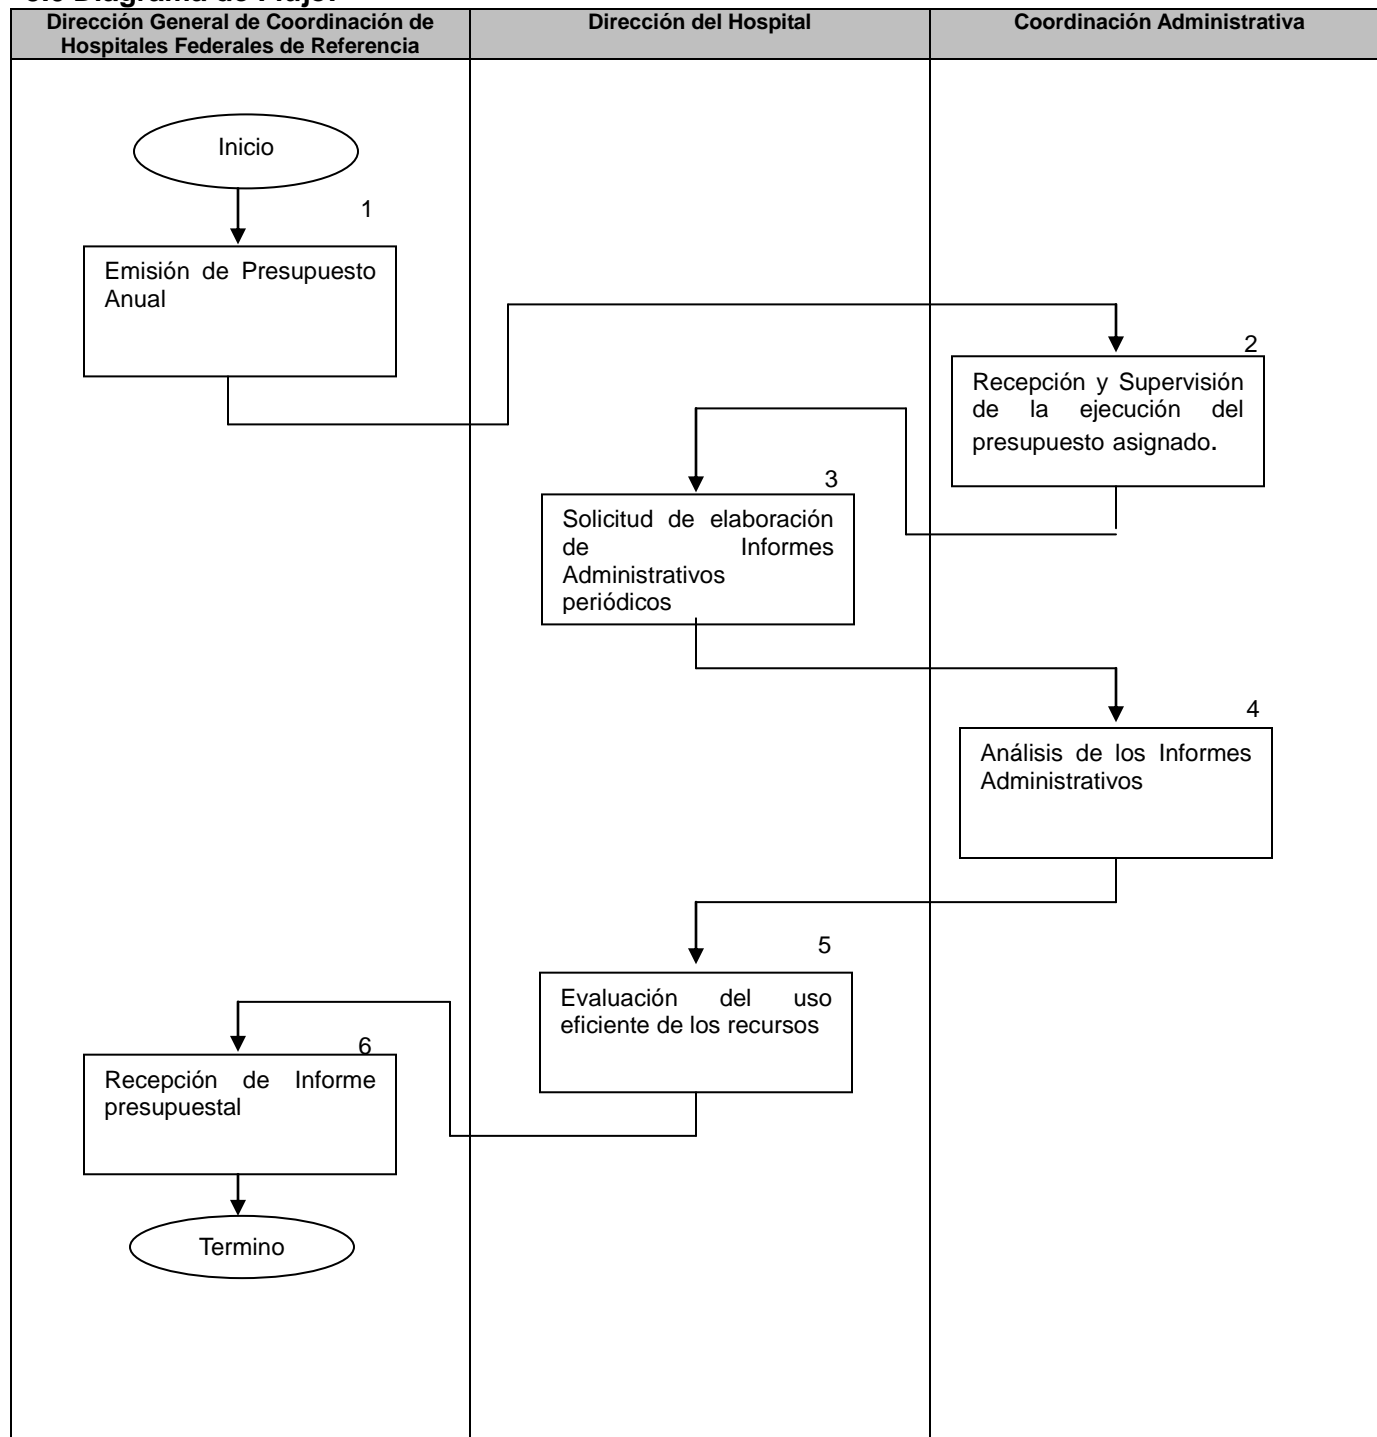 Dirección General de Coordinación de
Hospitales Federales de Referencia
Dirección del Hospital
Coordinación Administrativa
Inicio
1
Emisión de Presupuesto
Anual
2
Recepción y Supervisión
de la ejecución del
presupuesto asignado.
3
Solicitud de elaboración
de Informes
Administrativos
periódicos
4
Análisis de los Informes
Administrativos
5
Evaluación del uso
eficiente de los recursos
6
Recepción de Informe
presupuestal
Termino